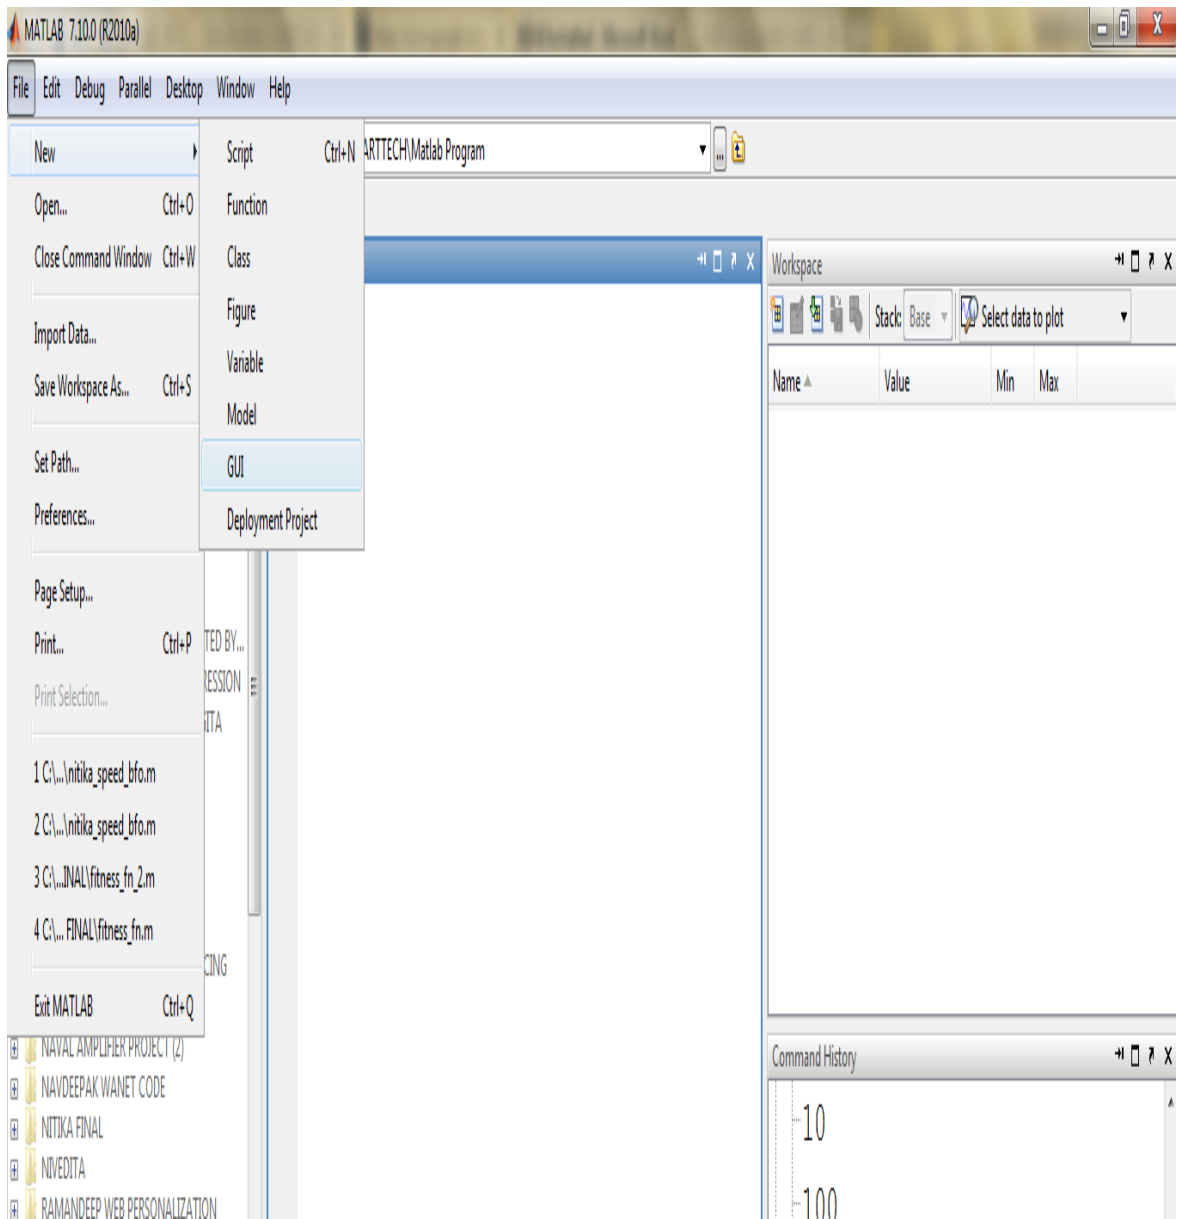 MATLAB 7.10.0 (R2010a)
File Edit Debug Parallel Desktop Window Help
New
Open... Ctrl+O
Close Command Window Ctrl+W
Import Data...
Save Workspace As... Ctrl+S
Set Path...
Preferences...
Page Setup...
Print... Ctrl+P
Print Selection...
1 C:\...\nitika_speed_bfo.m
2 C:\...\nitika_speed_bfo.m
3 C:\...INAL\fitness_fn_2.m
4 C:\... FINAL\fitness_fn.m
Exit MATLAB Ctrl+Q
Script Ctrl+N
Function
Class
Figure
Variable
Model
GUI
Deployment Project
ARTTECH\Matlab Program
...
TED BY...
RESSION
GITA
CING
NAVAL AMPLIFIER PROJECT (2)
NAVDEEPAK WANET CODE
NITIKA FINAL
NIVEDITA
RAMANDEEP WEB PERSONALIZATION
Workspace
Stack: Base Select data to plot
Name Value Min Max
Command History
10
100